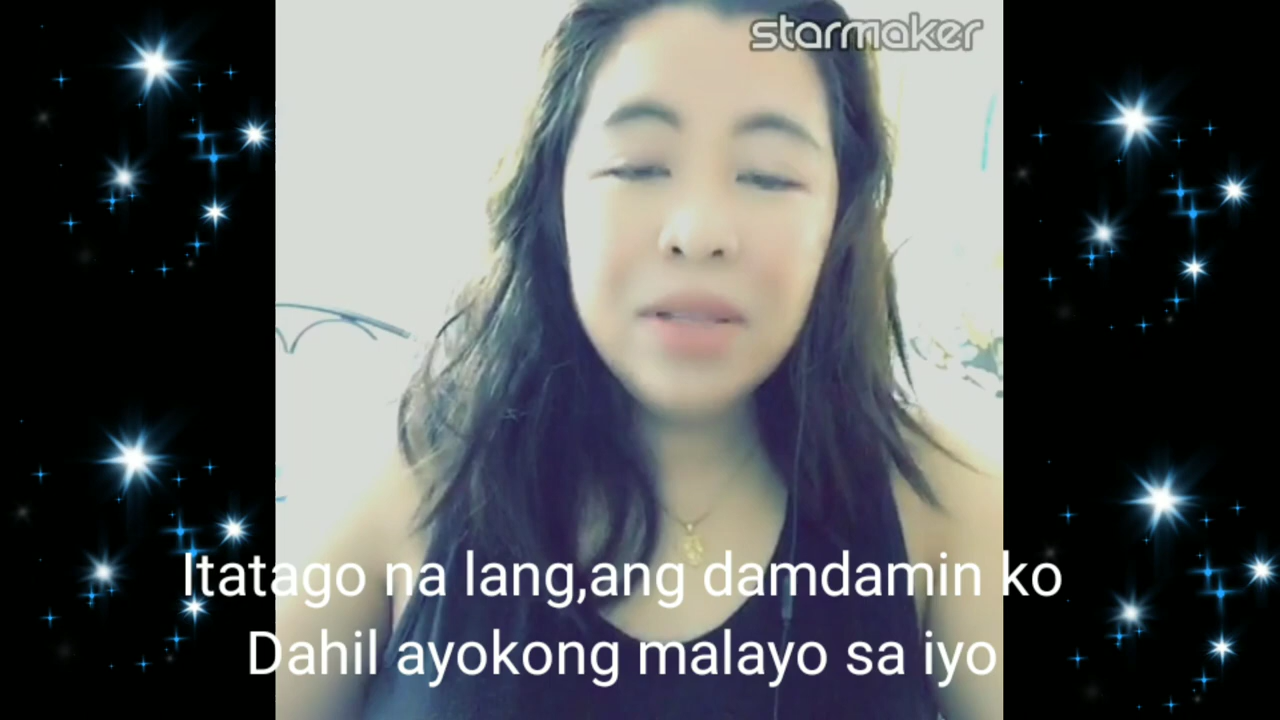 starmaker
Itatago na lang,ang damdamin ko
Dahil ayokong malayo sa iyo